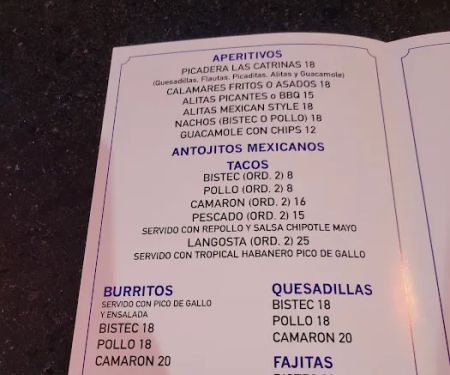 APERITIVOS
PICADERA LAS CATRINAS 18
(Quesadillas, Flautas, Picaditas, Alitas y Guacamole)
CALAMARES FRITOS O ASADOS 18
ALITAS PICANTES o BBQ 15
ALITAS MEXICAN STYLE 18
NACHOS (BISTEC O POLLO) 18
GUACAMOLE CON CHIPS 12
ANTOJITOS MEXICANOS
TACOS
BISTEC (ORD. 2) 8
POLLO (ORD. 2) 8
CAMARON (ORD. 2) 16
PESCADO (ORD. 2) 15
SERVIDO CON REPOLLO Y SALSA CHIPOTLE MAYO
LANGOSTA (ORD. 2) 25
SERVIDO CON TROPICAL HABANERO PICO DE GALLO
BURRITOS
SERVIDO CON PICO DE GALLO
Y ENSALADA
BISTEC 18
POLLO 18
CAMARON 20
QUESADILLAS
BISTEC 18
POLLO 18
CAMARON 20
FAJITAS